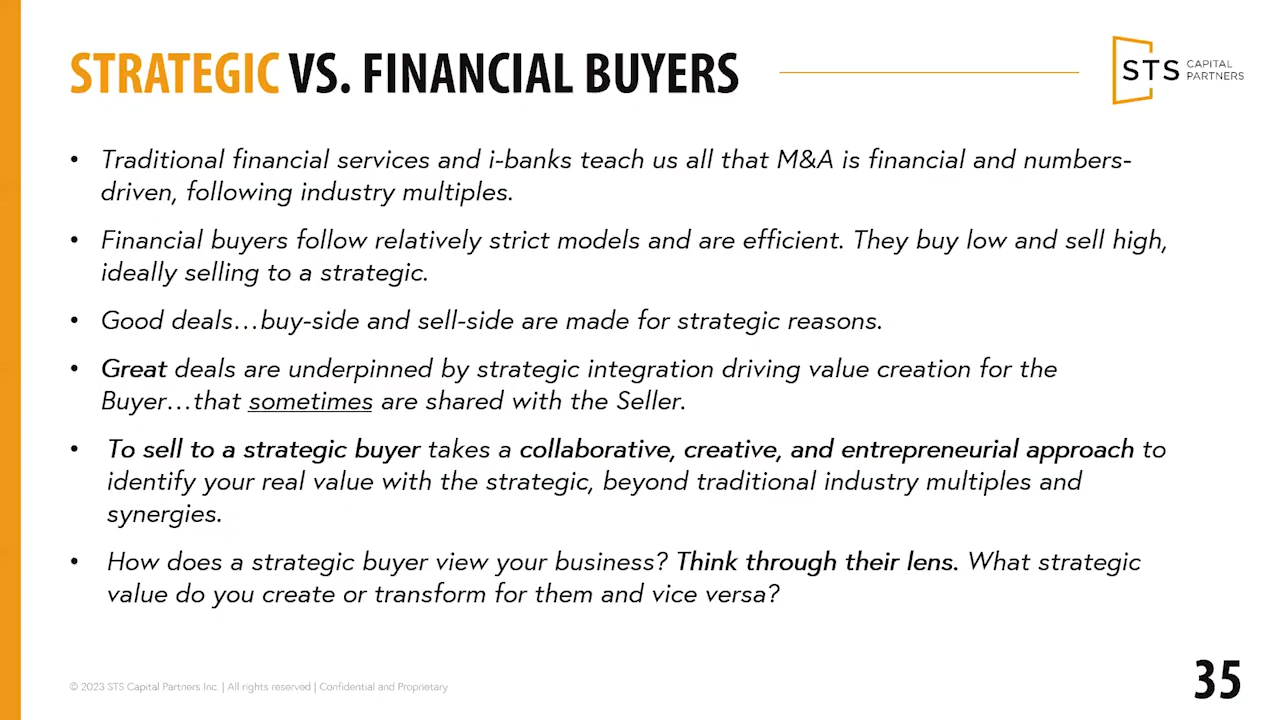 STRATEGIC VS. FINANCIAL BUYERS
STS CAPITAL PARTNERS
• Traditional financial services and i-banks teach us all that M&A is financial and numbers-
driven, following industry multiples.
• Financial buyers follow relatively strict models and are efficient. They buy low and sell high,
ideally selling to a strategic.
• Good deals…buy-side and sell-side are made for strategic reasons.
• Great deals are underpinned by strategic integration driving value creation for the
Buyer…that sometimes are shared with the Seller.
• To sell to a strategic buyer takes a collaborative, creative, and entrepreneurial approach to
identify your real value with the strategic, beyond traditional industry multiples and
synergies.
• How does a strategic buyer view your business? Think through their lens. What strategic
value do you create or transform for them and vice versa?
© 2023 STS Capital Partners Inc. | All rights reserved | Confidential and Proprietary
35